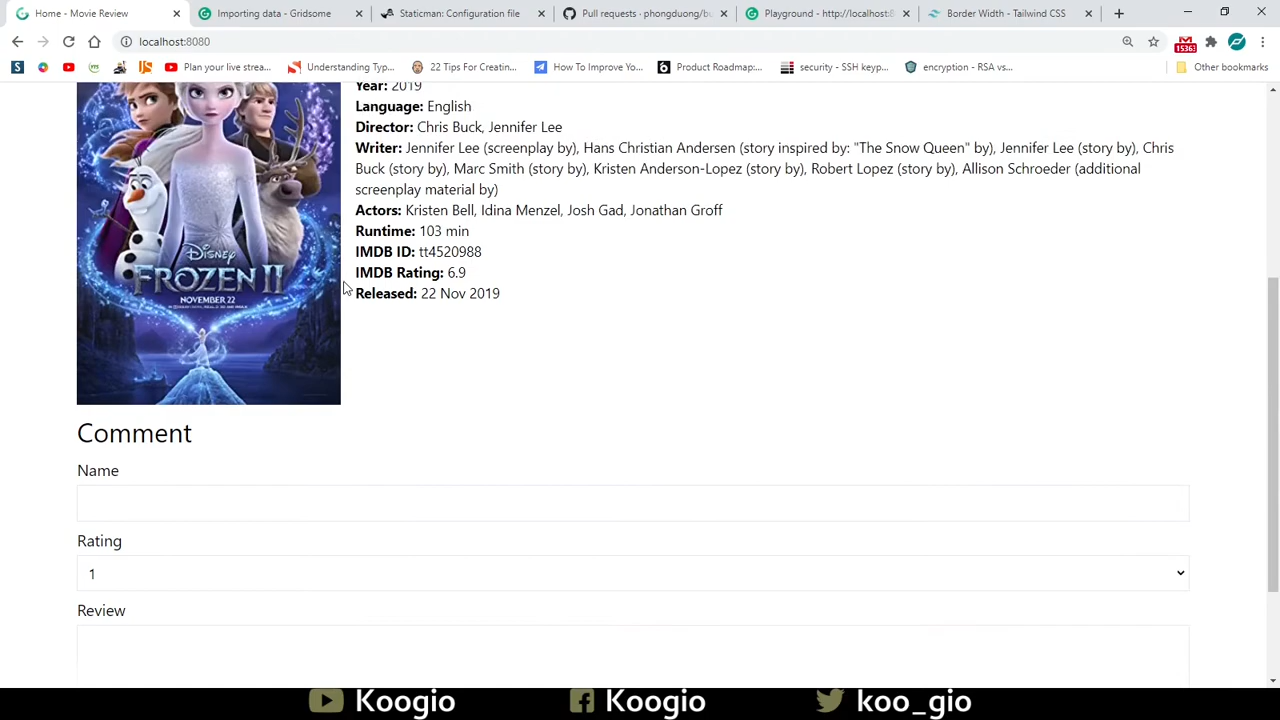 Home - Movie Review
Importing data - Gridsome
Staticman Configuration file
Pull requests · phongduong/bu
Playground - http://localhost:8
Border Width - Tailwind CSS
localhost:8080
15363
Plan your live strea...
Understanding Typ...
22 Tips For Creatin...
How To Improve Yo...
Product Roadmap:...
security - SSH keyp...
encryption - RSA vs...
Other bookmarks
Year: 2019
Language: English
Director: Chris Buck, Jennifer Lee
Writer: Jennifer Lee (screenplay by), Hans Christian Andersen (story inspired by: "The Snow Queen" by), Jennifer Lee (story by), Chris
Buck (story by), Marc Smith (story by), Kristen Anderson-Lopez (story by), Robert Lopez (story by), Allison Schroeder (additional
screenplay material by)
Actors: Kristen Bell, Idina Menzel, Josh Gad, Jonathan Groff
Runtime: 103 min
IMDB ID: tt4520988
IMDB Rating: 6.9
Released: 22 Nov 2019
Disney
FROZEN II
NOVEMBER 22
Comment
Name
Rating
1
Review
Koogio
Koogio
koo_gio